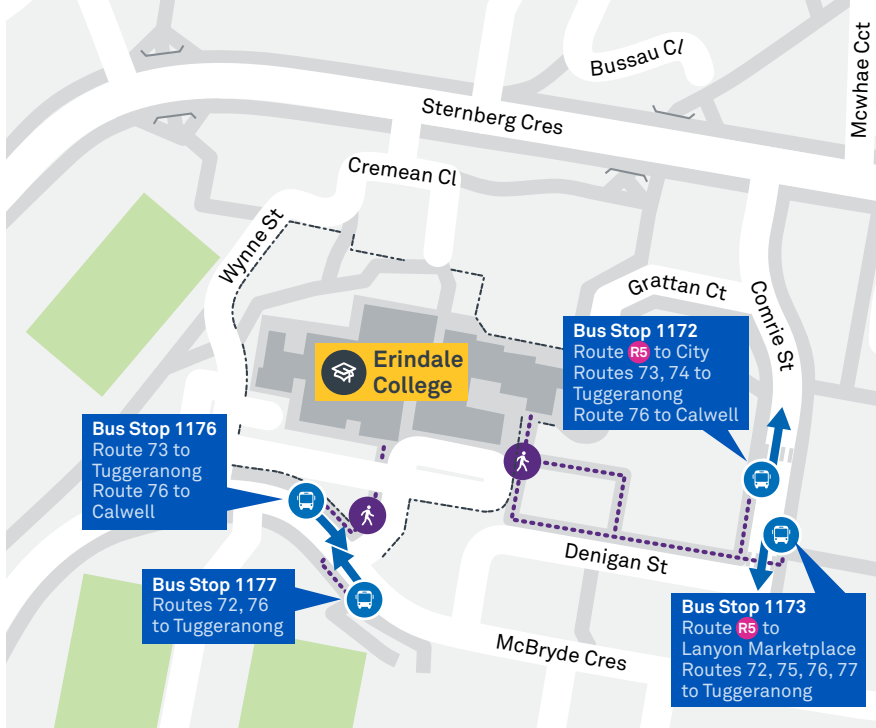 Bussau Cl
Mcwhae Cct
Sternberg Cres
Cremean Cl
Wynne St
Grattan Ct
Comrie St
Bus Stop 1172
Route R5 to City
Routes 73, 74 to
Tuggeranong
Route 76 to Calwell
Erindale
College
Bus Stop 1176
Route 73 to
Tuggeranong
Route 76 to
Calwell
Denigan St
Bus Stop 1177
Routes 72, 76
to Tuggeranong
Bus Stop 1173
Route R5 to
Lanyon Marketplace
Routes 72, 75, 76, 77
to Tuggeranong
McBryde Cres